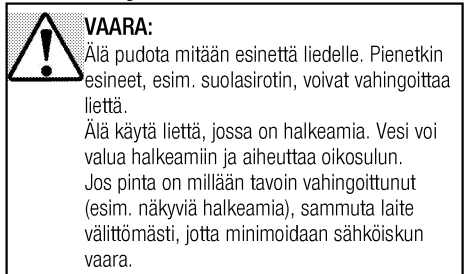 VAARA:
Älä pudota mitään esinettä liedelle. Pienetkin
esineet, esim. suolasirotin, voivat vahingoittaa
liettä.
Älä käytä liettä, jossa on halkeamia. Vesi voi
valua halkeamiin ja aiheuttaa oikosulun.
Jos pinta on millään tavoin vahingoittunut
(esim. näkyviä halkeamia), sammuta laite
välittömästi, jotta minimoidaan sähköiskun
vaara.